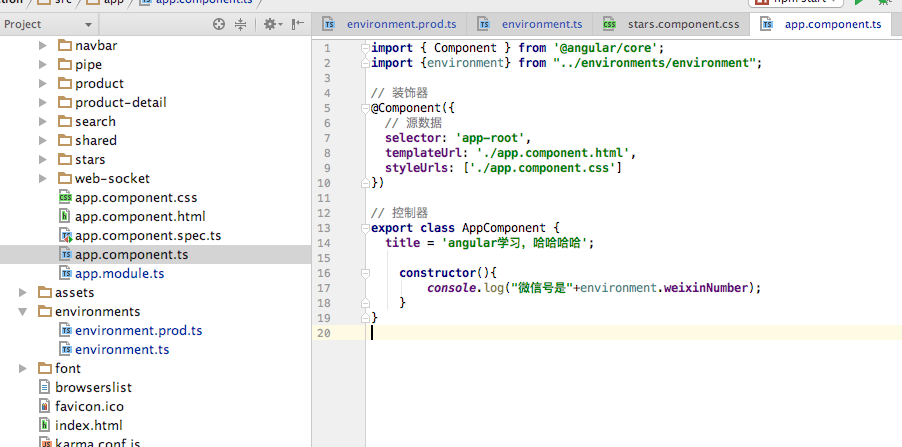 src app app.component.ts
npm start
Project
environment.prod.ts environment.ts stars.component.css app.component.ts
navbar
pipe
product
product-detail
search
shared
stars
web-socket
app.component.css
app.component.html
app.component.spec.ts
app.component.ts
app.module.ts
assets
environments
environment.prod.ts
environment.ts
font
browserslist
favicon.ico
index.html
karma.conf.js
1 import { Component } from '@angular/core';
2 import {environment} from "../environments/environment";
3
4 // 装饰器
5 @Component({
6 // 源数据
7 selector: 'app-root',
8 templateUrl: './app.component.html',
9 styleUrls: ['./app.component.css']
10 })
11
12 // 控制器
13 export class AppComponent {
14 title = 'angular学习，哈哈哈哈';
15
16 constructor(){
17 console.log("微信号是"+environment.weixinNumber);
18 }
19 }
20